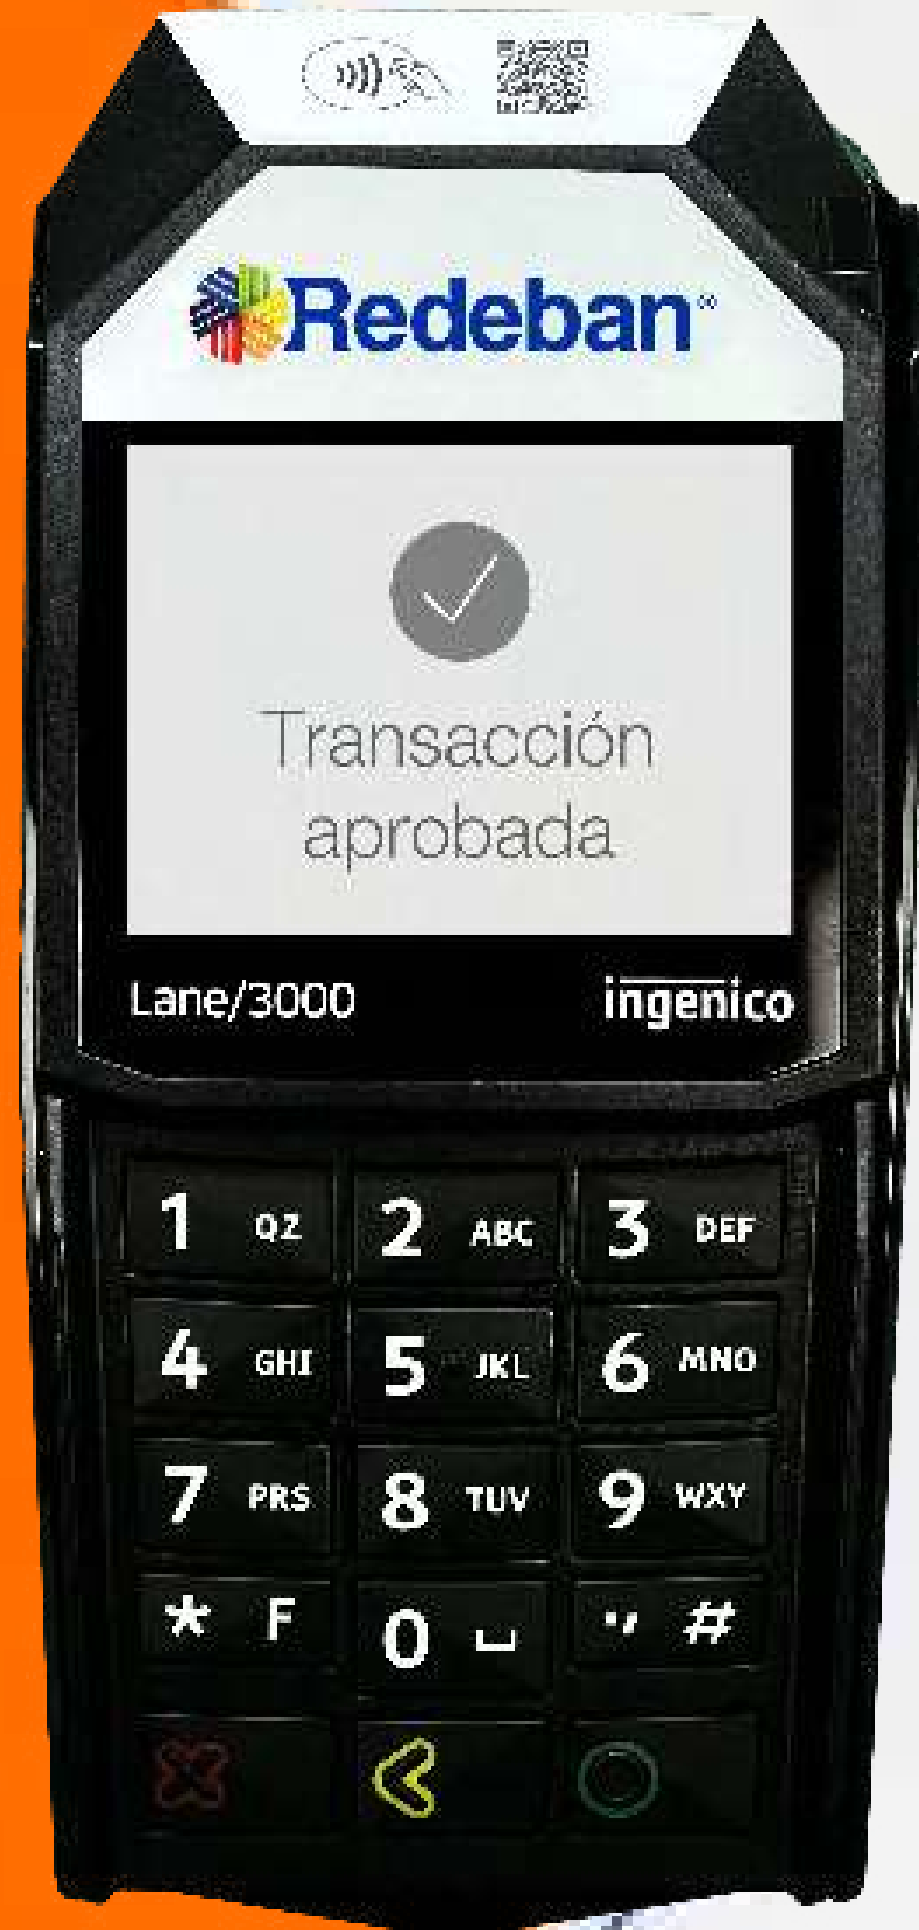 Redeban®
Transacción
aprobada
Lane/3000 ingenico
1 QZ 2 ABC 3 DEF
4 GHI 5 JKL 6 MNO
7 PRS 8 TUV 9 WXY
* F 0 ., #